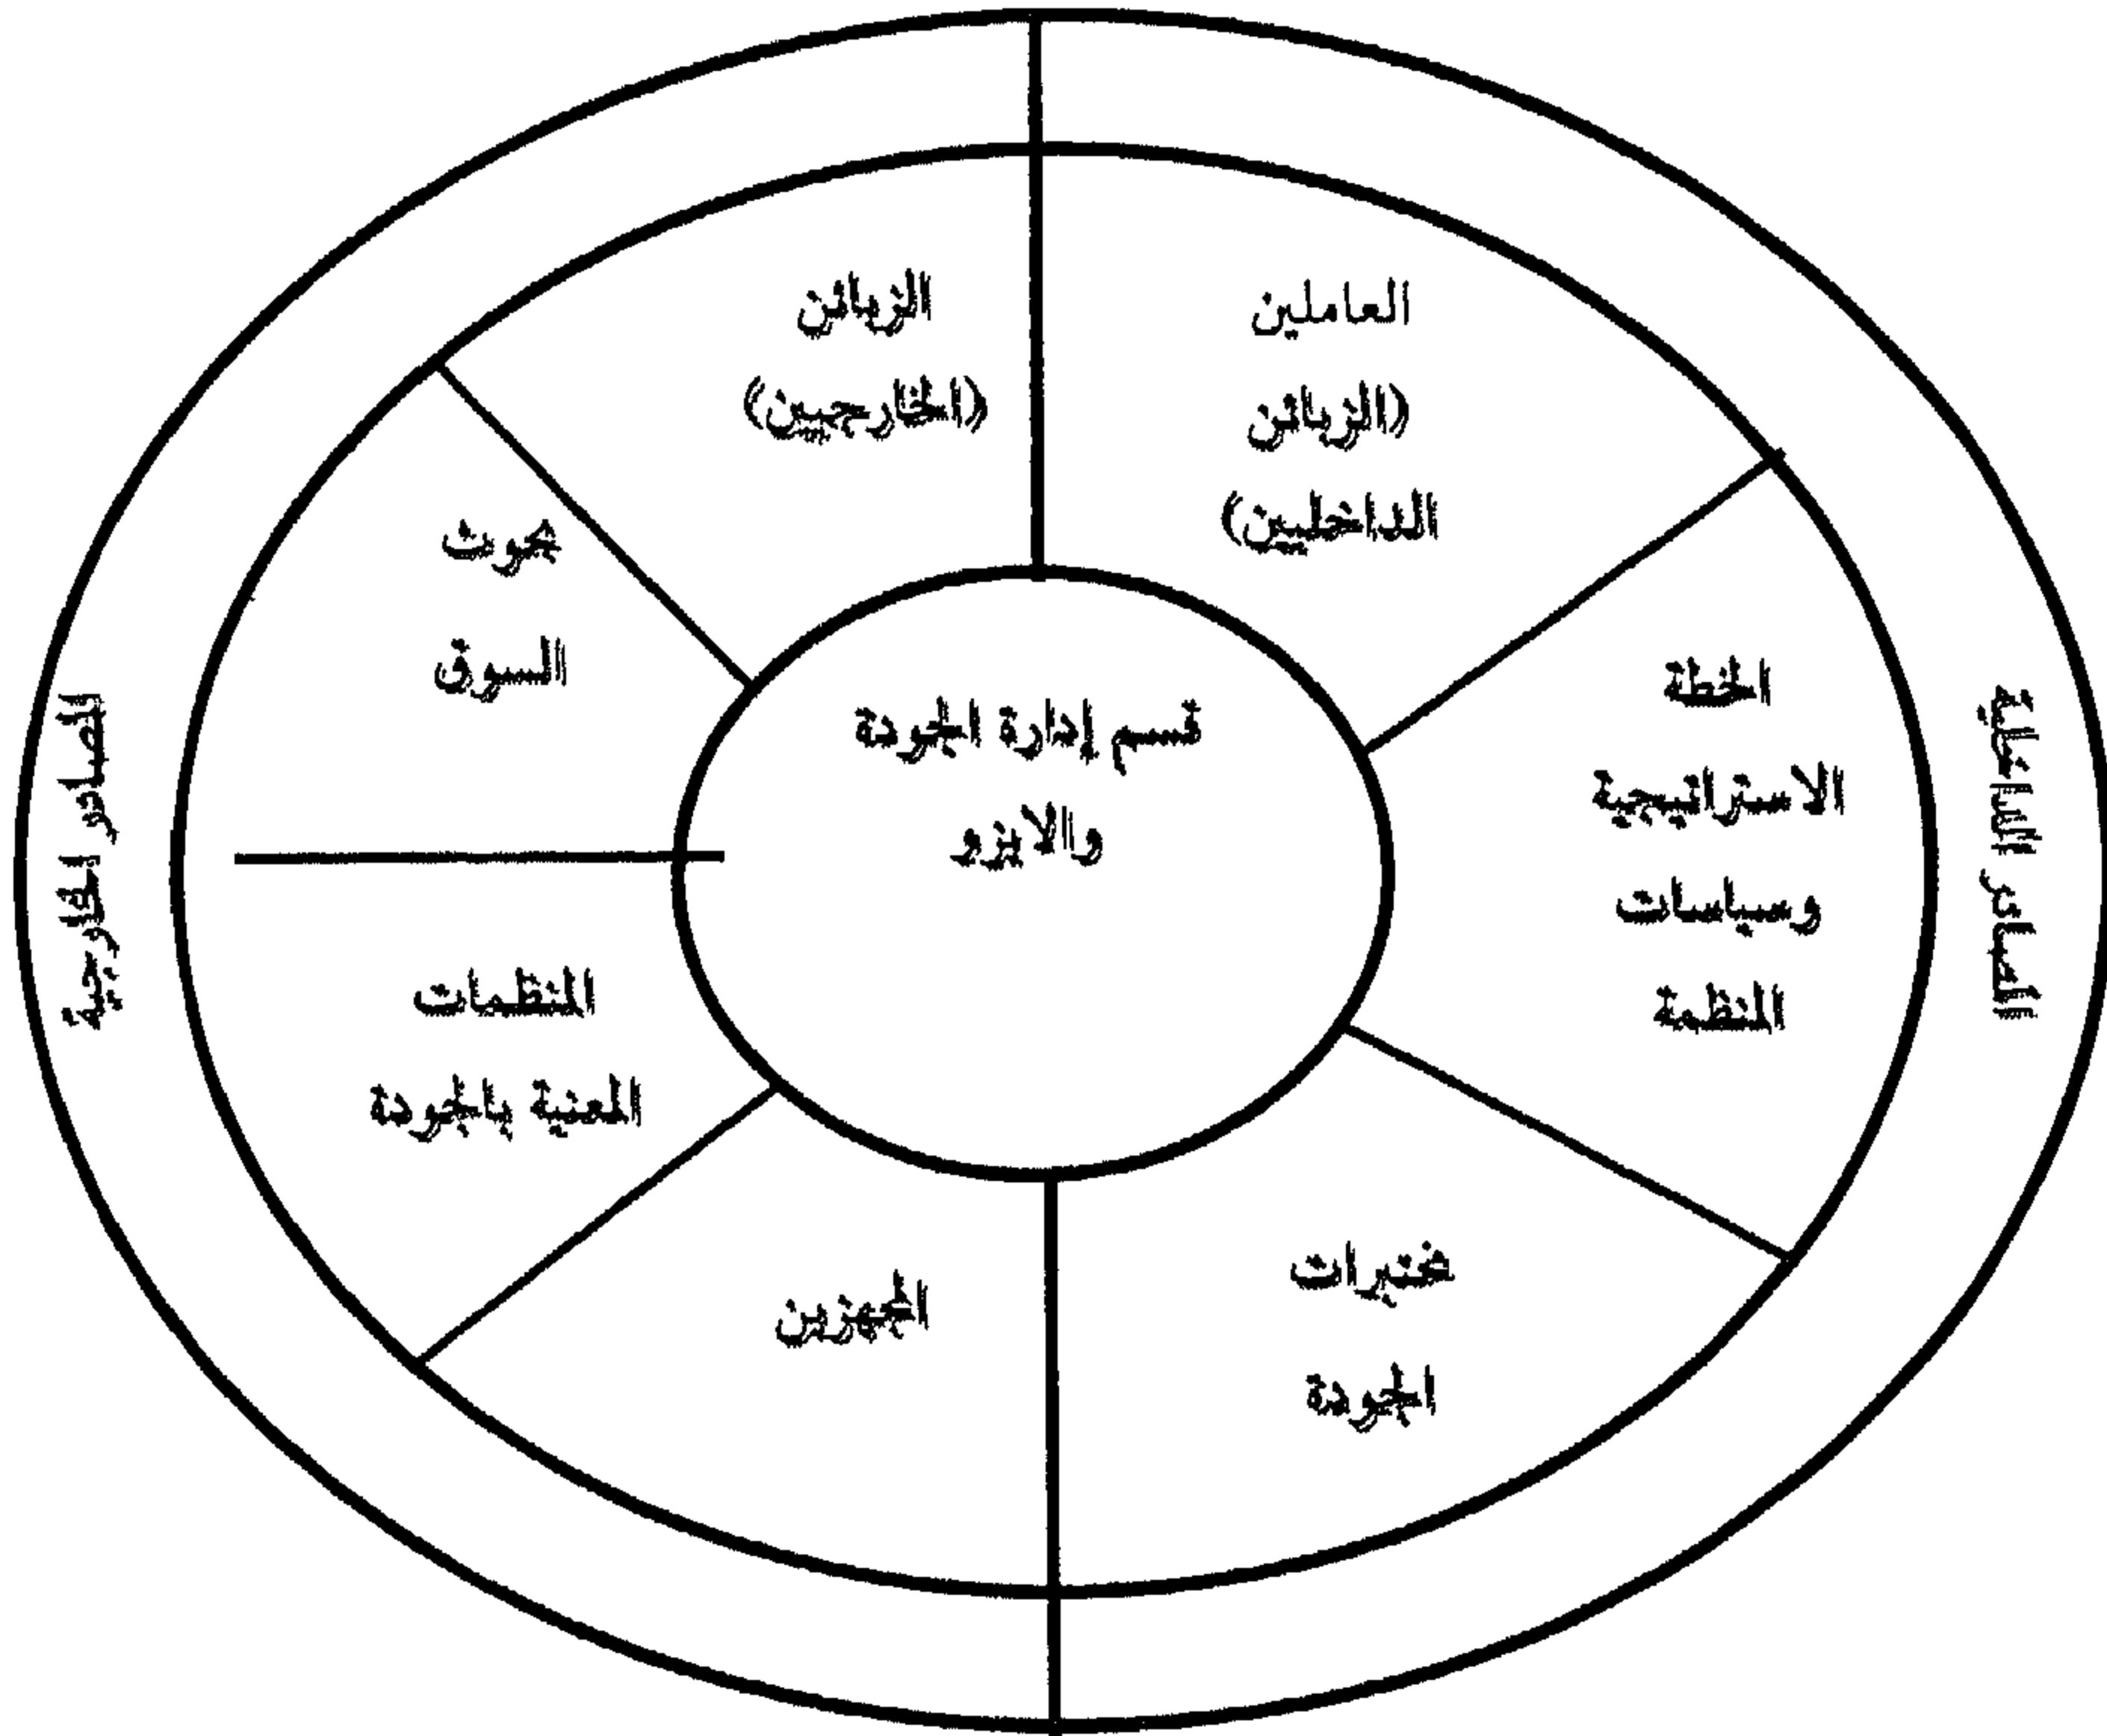 العاملين
(الزبائن
الداخليين)
الزبائن
(الخارجيين)
الخطة
الاستراتيجية
وسياسات
المنظمة
بحوث
السوق
قسم إدارة الجودة
والايزو
المصادر الداخلية
المصادر الخارجية
المنظمات
المعنية بالجودة
مختبرات
الجودة
المجهزين